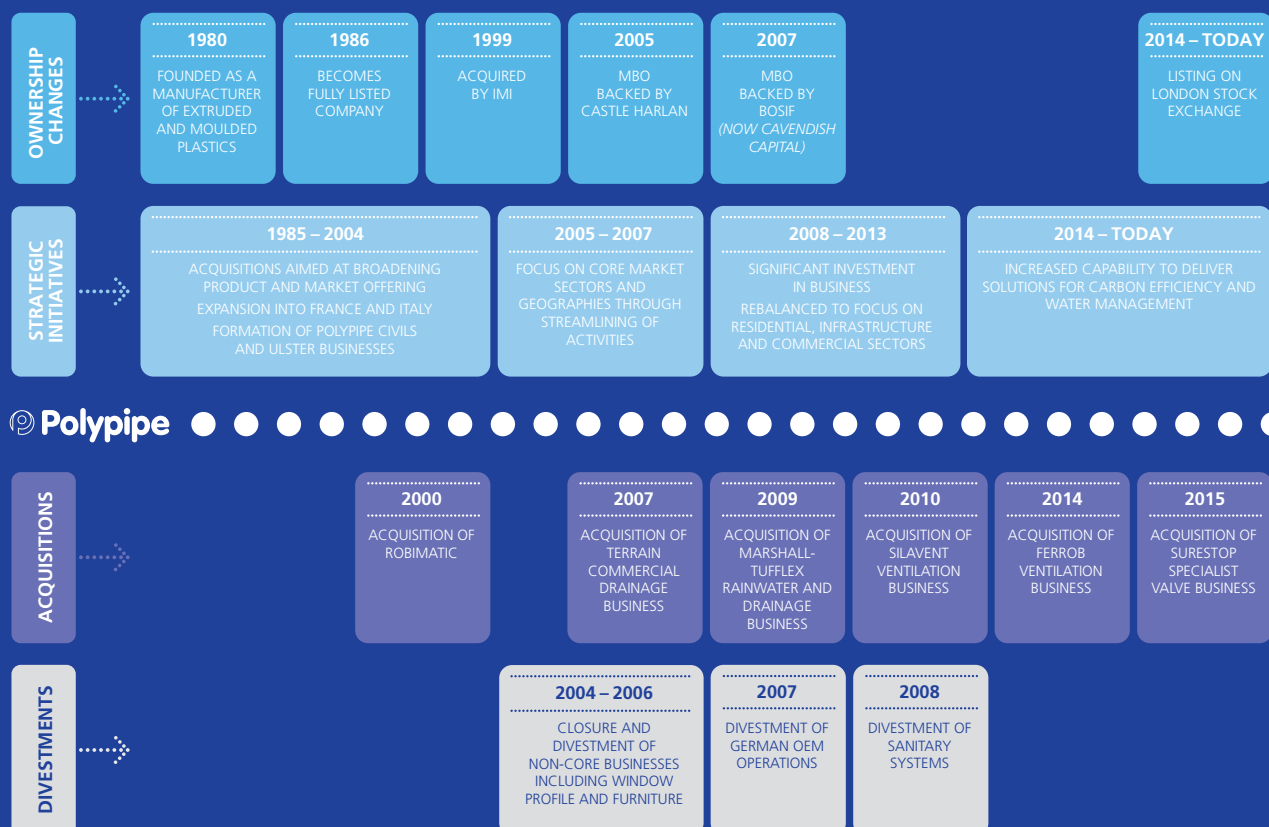 OWNERSHIP
CHANGES
1980
FOUNDED AS A
MANUFACTURER
OF EXTRUDED
AND MOULDED
PLASTICS
1986
BECOMES
FULLY LISTED
COMPANY
1999
ACQUIRED
BY IMI
2005
MBO
BACKED BY
CASTLE HARLAN
2007
MBO
BACKED BY
BOSIF
(NOW CAVENDISH
CAPITAL)
2014 – TODAY
LISTING ON
LONDON STOCK
EXCHANGE
STRATEGIC
INITIATIVES
1985 – 2004
ACQUISITIONS AIMED AT BROADENING
PRODUCT AND MARKET OFFERING
EXPANSION INTO FRANCE AND ITALY
FORMATION OF POLYPIPE CIVILS
AND ULSTER BUSINESSES
2005 – 2007
FOCUS ON CORE MARKET
SECTORS AND
GEOGRAPHIES THROUGH
STREAMLINING OF
ACTIVITIES
2008 – 2013
SIGNIFICANT INVESTMENT
IN BUSINESS
REBALANCED TO FOCUS ON
RESIDENTIAL, INFRASTRUCTURE
AND COMMERCIAL SECTORS
2014 – TODAY
INCREASED CAPABILITY TO DELIVER
SOLUTIONS FOR CARBON EFFICIENCY AND
WATER MANAGEMENT
Polypipe
ACQUISITIONS
2000
ACQUISITION OF
ROBIMATIC
2007
ACQUISITION OF
TERRAIN
COMMERCIAL
DRAINAGE
BUSINESS
2009
ACQUISITION OF
MARSHALL-
TUFFLEX
RAINWATER AND
DRAINAGE
BUSINESS
2010
ACQUISITION OF
SILAVENT
VENTILATION
BUSINESS
2014
ACQUISITION OF
FERROB
VENTILATION
BUSINESS
2015
ACQUISITION OF
SURESTOP
SPECIALIST
VALVE BUSINESS
DIVESTMENTS
2004 – 2006
CLOSURE AND
DIVESTMENT OF
NON-CORE BUSINESSES
INCLUDING WINDOW
PROFILE AND FURNITURE
2007
DIVESTMENT OF
GERMAN OEM
OPERATIONS
2008
DIVESTMENT OF
SANITARY
SYSTEMS